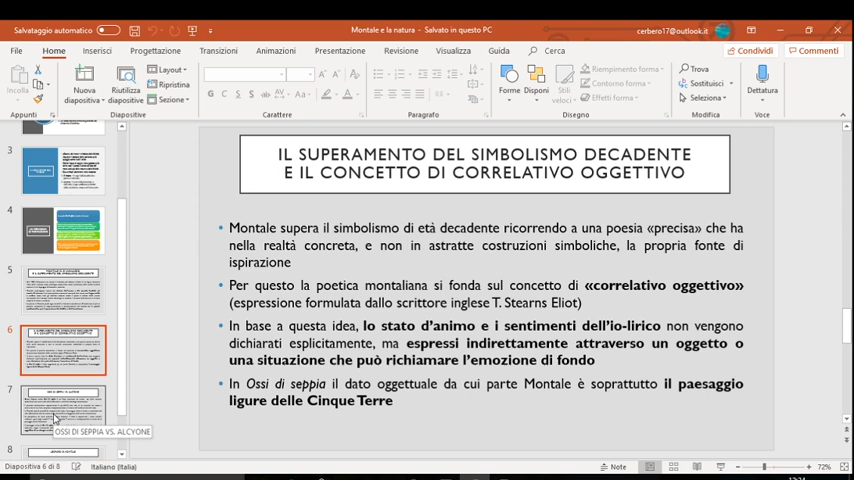 Salvataggio automatico
Montale e la natura - Salvato in questo PC
cerbero17@outlook.it
File Home Inserisci Progettazione Transizioni Animazioni Presentazione Revisione Visualizza Guida Cerca
Condividi Commenti
Incolla
Nuova diapositiva
Riutilizza diapositive
Layout
Ripristina
Sezione
G C S
Forme
Disponi
Stili veloci
Riempimento forma
Contorno forma
Effetti forma
Trova
Sostituisci
Seleziona
Dettatura
Appunti Diapositive Carattere Paragrafo Disegno Modifica Voce
3
4
5
6
7
8
OSSI DI SEPPIA VS. ALCYONE
IL SUPERAMENTO DEL SIMBOLISMO DECADENTE
E IL CONCETTO DI CORRELATIVO OGGETTIVO
• Montale supera il simbolismo di età decadente ricorrendo a una poesia «precisa» che ha
nella realtà concreta, e non in astratte costruzioni simboliche, la propria fonte di
ispirazione
• Per questo la poetica montaliana si fonda sul concetto di «correlativo oggettivo»
(espressione formulata dallo scrittore inglese T. Stearns Eliot)
• In base a questa idea, lo stato d'animo e i sentimenti dell'io-lirico non vengono
dichiarati esplicitamente, ma espressi indirettamente attraverso un oggetto o
una situazione che può richiamare l'emozione di fondo
• In Ossi di seppia il dato oggettuale da cui parte Montale è soprattutto il paesaggio
ligure delle Cinque Terre
Diapositiva 6 di 8 Italiano (Italia)
Note
72%